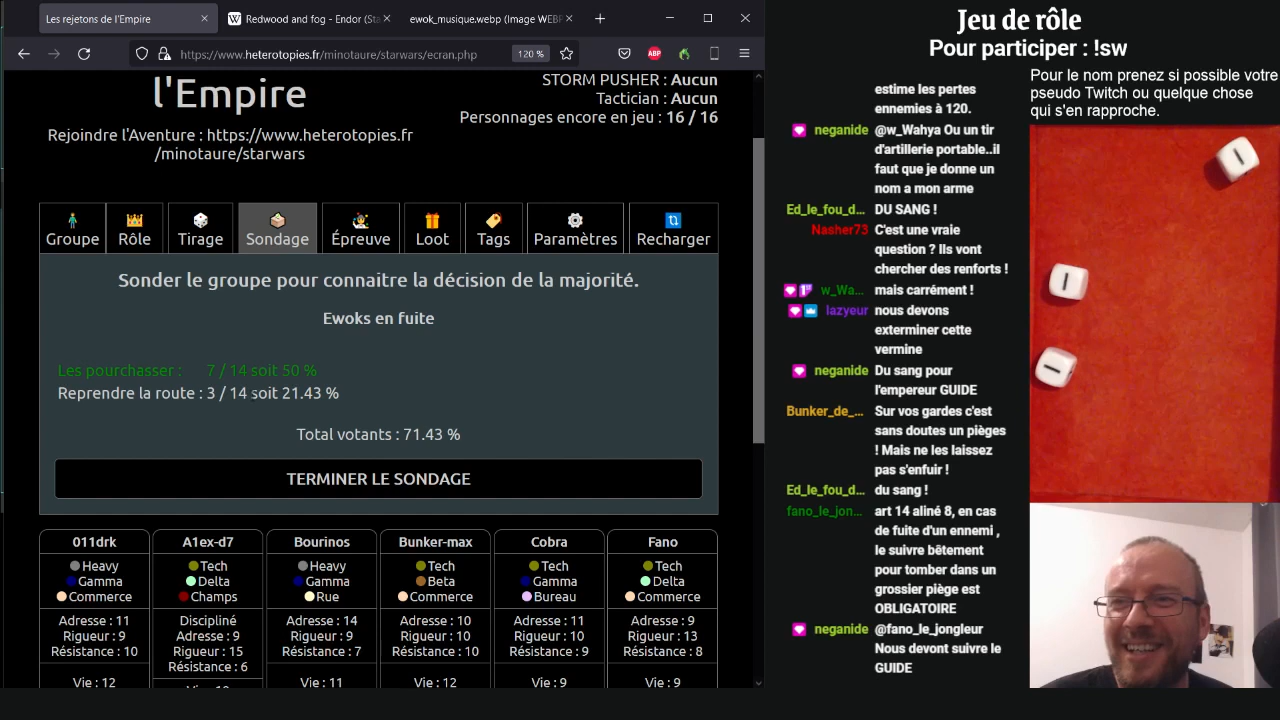 Les rejetons de l'Empire
Redwood and fog - Endor (Sta
ewok_musique.webp (Image WEBP
https://www.heterotopies.fr/minotaure/starwars/ecran.php
120 %
ABP
l'Empire
Rejoindre l'Aventure : https://www.heterotopies.fr
/minotaure/starwars
STORM PUSHER : Aucun
Tactician : Aucun
Personnages encore en jeu : 16 / 16
Groupe
Rôle
Tirage
Sondage
Épreuve
Loot
Tags
Paramètres
Recharger
Sonder le groupe pour connaitre la décision de la majorité.
Ewoks en fuite
Les pourchasser : 7 / 14 soit 50 %
Reprendre la route : 3 / 14 soit 21.43 %
Total votants : 71.43 %
TERMINER LE SONDAGE
011drk
Heavy
Gamma
Commerce
Adresse : 11
Rigueur : 9
Résistance : 10
Vie : 12
A1ex-d7
Tech
Delta
Champs
Discipliné
Adresse : 9
Rigueur : 15
Résistance : 6
Bourinos
Heavy
Gamma
Rue
Adresse : 14
Rigueur : 9
Résistance : 7
Vie : 11
Bunker-max
Tech
Beta
Commerce
Adresse : 10
Rigueur : 10
Résistance : 10
Vie : 12
Cobra
Tech
Gamma
Bureau
Adresse : 11
Rigueur : 10
Résistance : 9
Vie : 9
Fano
Tech
Delta
Commerce
Adresse : 9
Rigueur : 13
Résistance : 8
Vie : 9
Jeu de rôle
Pour participer : !sw
estime les pertes
ennemies à 120.
neganide @w_Wahya Ou un tir
d'artillerie portable..il
faut que je donne un
nom a mon arme
Ed_le_fou_d... DU SANG !
Nasher73 C'est une vraie
question ? Ils vont
chercher des renforts !
w_Wa... mais carrément !
lazyeur nous devons
exterminer cette
vermine
neganide Du sang pour
l'empereur GUIDE
Bunker_de_... Sur vos gardes c'est
sans doutes un pièges
! Mais ne les laissez
pas s'enfuir !
Ed_le_fou_d... du sang !
fano_le_jon... art 14 aliné 8, en cas
de fuite d'un ennemi ,
le suivre bêtement
pour tomber dans un
grossier piège est
OBLIGATOIRE
neganide @fano_le_jongleur
Nous devont suivre le
GUIDE
Pour le nom prenez si possible votre
pseudo Twitch ou quelque chose
qui s'en rapproche.